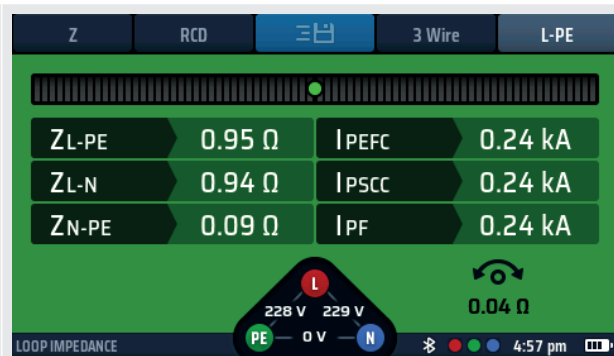 Z RCD 3 Wire L-PE
ZL-PE 0.95 Ω IPEFC 0.24 kA
ZL-N 0.94 Ω IPSCC 0.24 kA
ZN-PE 0.09 Ω IPF 0.24 kA
L
228 V 229 V
0.04 Ω
PE 0 V N
LOOP IMPEDANCE 4:57 pm